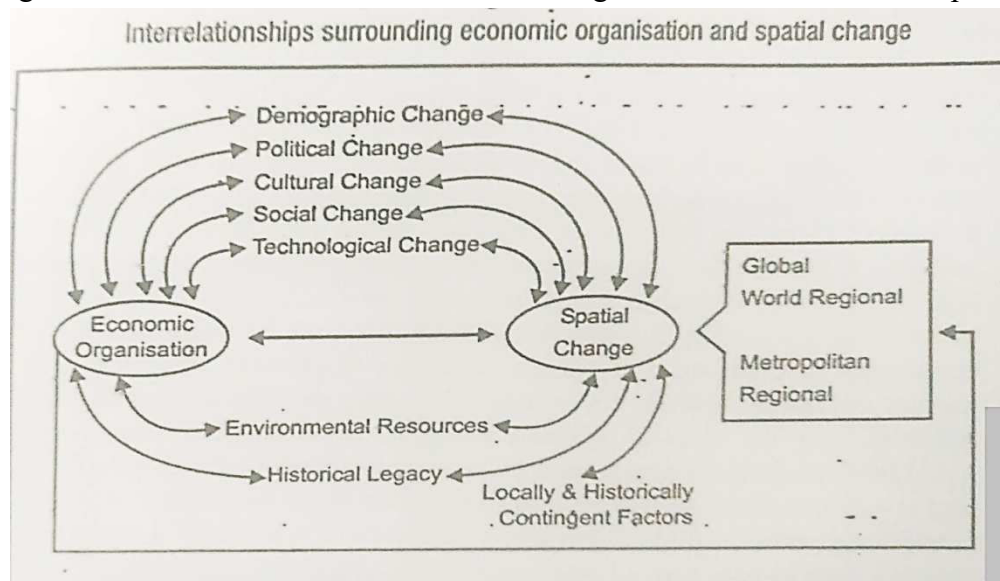 Interrelationships surrounding economic organisation and spatial change
Demographic Change
Political Change
Cultural Change
Social Change
Technological Change
Economic
Organisation
Spatial
Change
Global
World Regional
Metropolitan
Regional
Environmental Resources
Historical Legacy
Locally & Historically
Contingent Factors